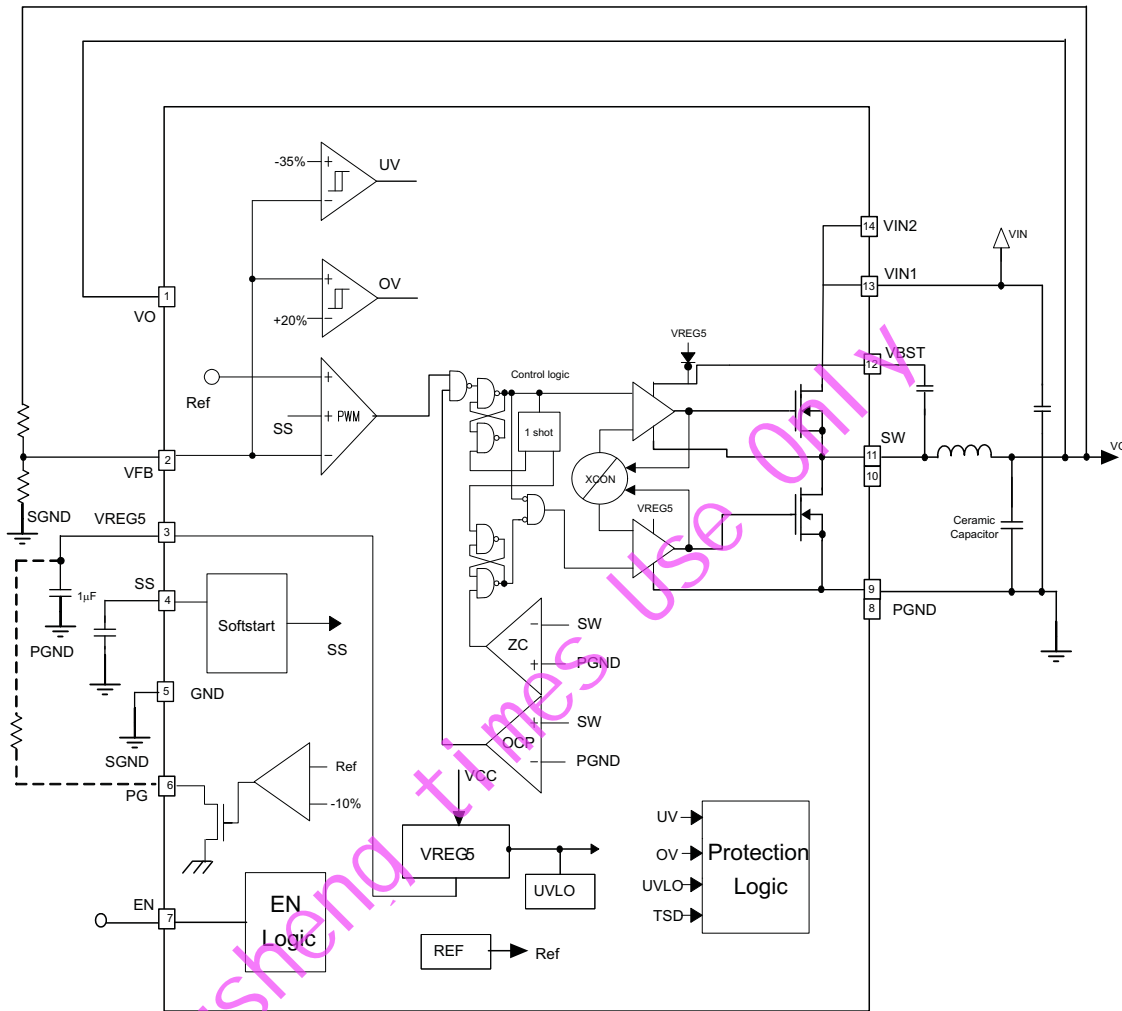 -35%
+
UV
−
+
OV
+20%
−
1
VO
Ref
+
SS
+
PWM
−
2
VFB
SGND
VREG5
3
1μF
PGND
SS
4
Softstart
SS
5
GND
SGND
6
PG
Ref
-10%
EN
7
EN
Logic
Control logic
1 shot
XCON
VREG5
VREG5
−
SW
ZC
+
PGND
+
SW
OCP
−
PGND
VCC
VREG5
UVLO
REF
Ref
UV
OV
UVLO
TSD
Protection
Logic
14
VIN2
13
VIN1
VIN
VBST
12
SW
11
10
Ceramic
Capacitor
9
8
PGND
times Use Only